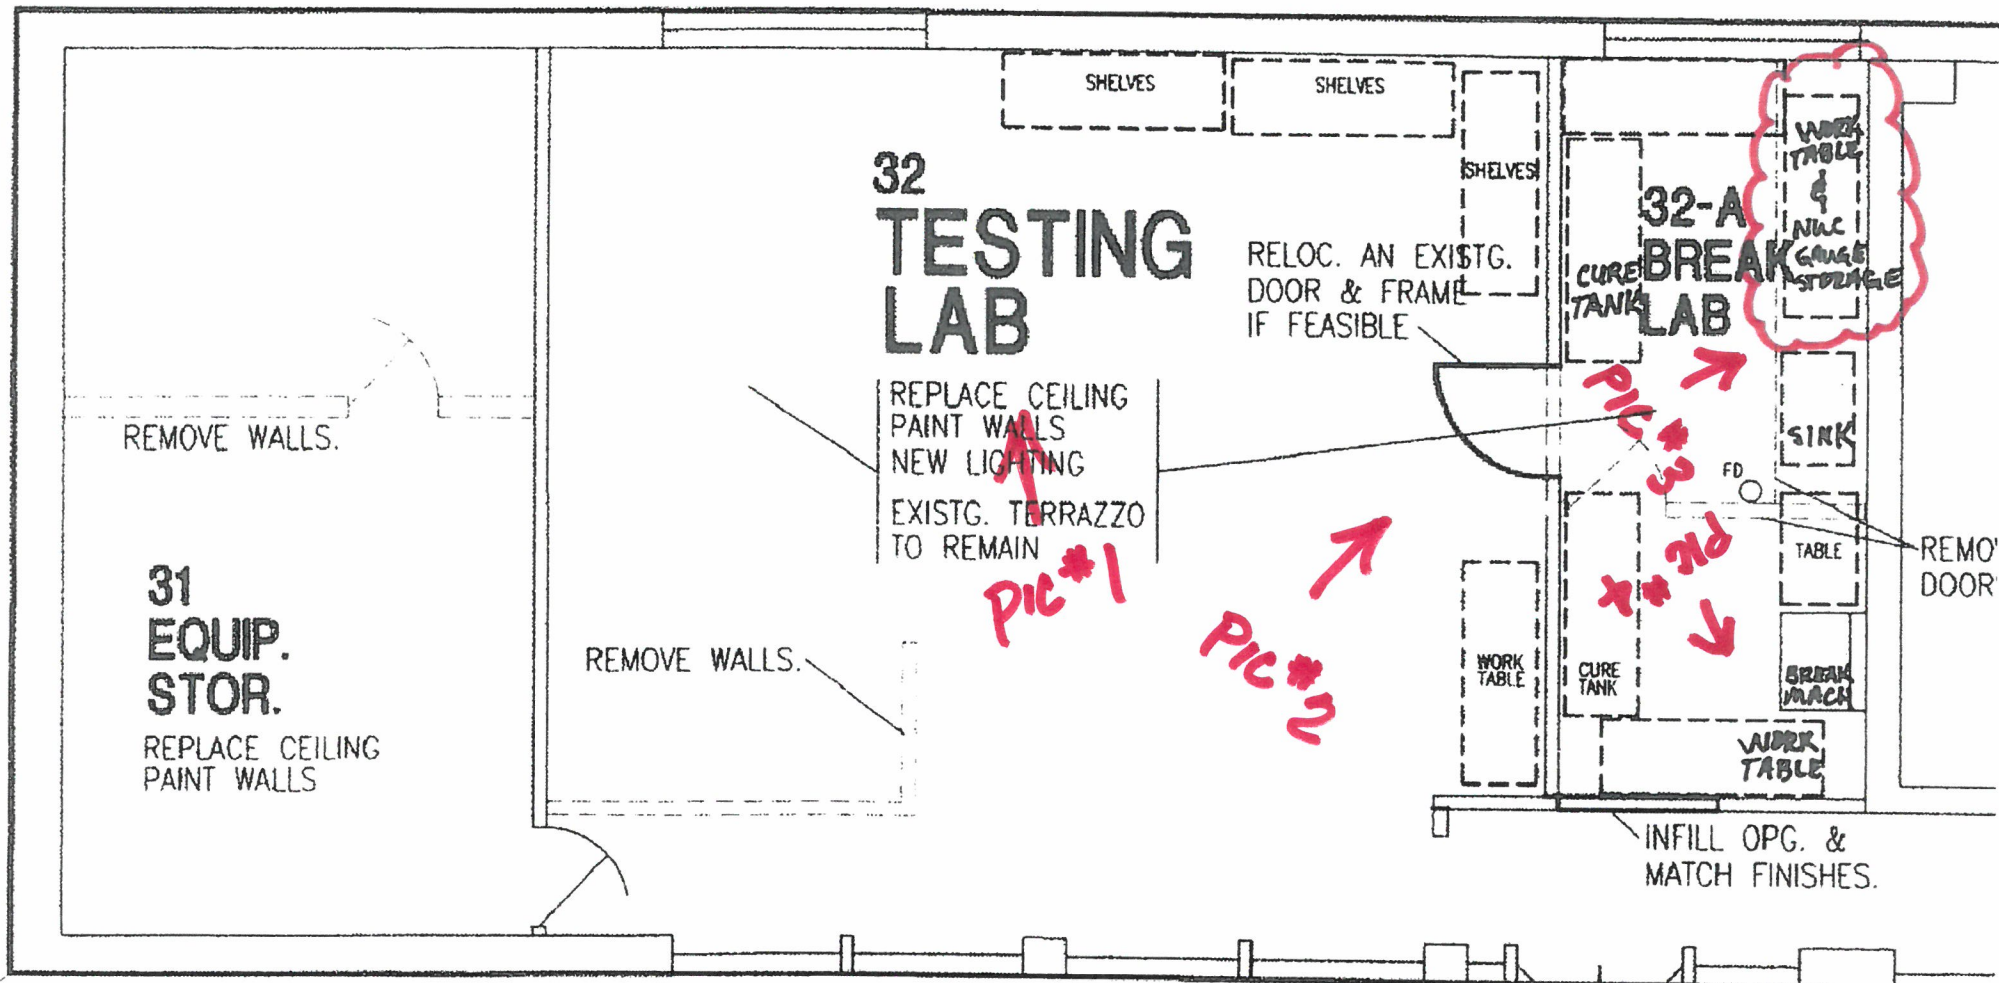 SHELVES
SHELVES
SHELVES
WORK
TABLE
&
NUC
GAUGE
STORAGE
32
TESTING
LAB
32-A
BREAK
LAB
CURE
TANK
RELOC. AN EXISTG.
DOOR & FRAME
IF FEASIBLE
REPLACE CEILING
PAINT WALLS
NEW LIGHTING
EXISTG. TERRAZZO
TO REMAIN
REMOVE WALLS.
PIC #3
SINK
FD
PIC #1
PIC #2
PIC #4
TABLE
REMO
DOOR
31
EQUIP.
STOR.
REPLACE CEILING
PAINT WALLS
REMOVE WALLS.
WORK
TABLE
CURE
TANK
BREAK
MACH
WORK
TABLE
INFILL OPG. &
MATCH FINISHES.